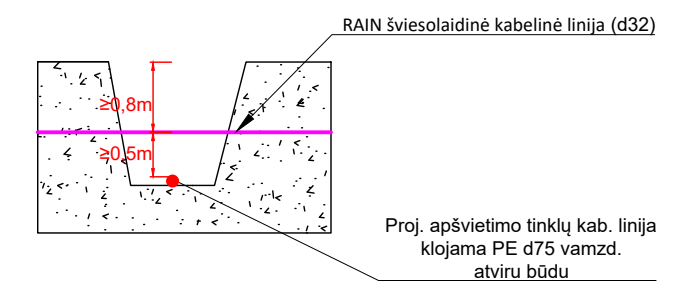 RAIN šviesolaidinė kabelinė linija (d32)
≥0,8m
≥0,5m
Proj. apšvietimo tinklų kab. linija
klojama PE d75 vamzd.
atviru būdu